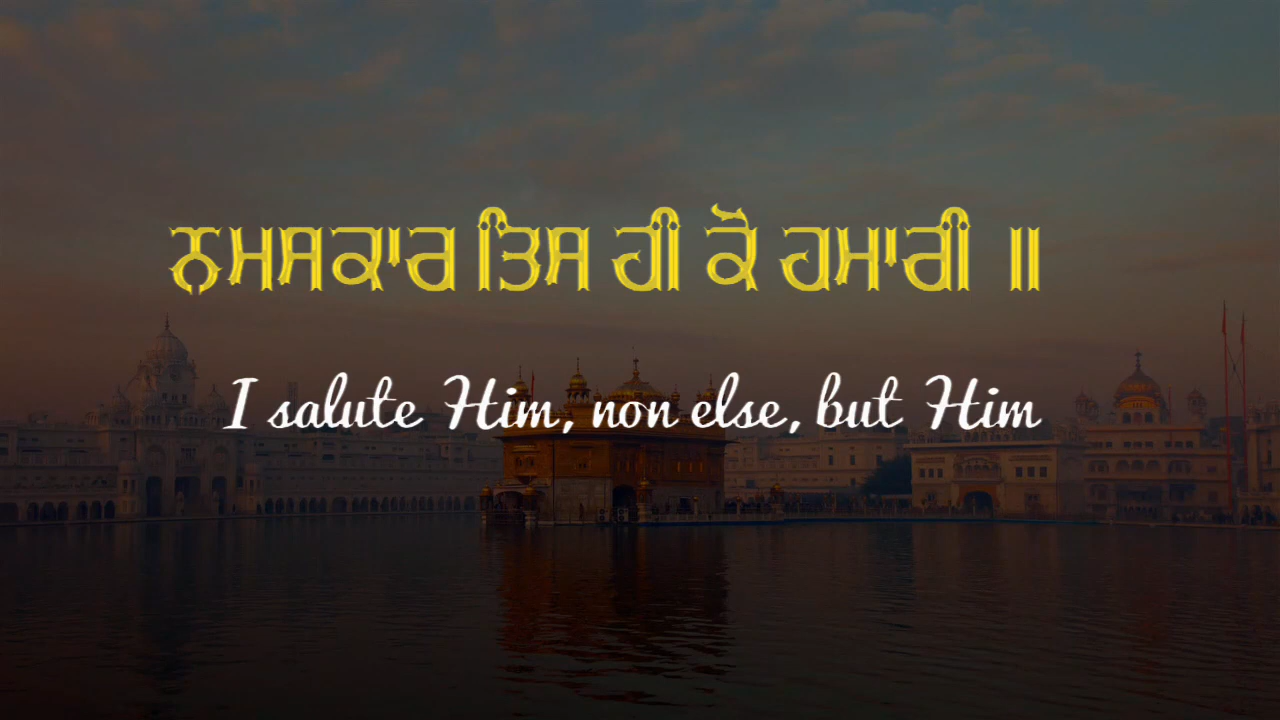 ਨਮਸਕਾਰ ਤਿਸ ਹੀ ਕੋ ਹਮਾਰੀ ॥
I salute Him, non else, but Him